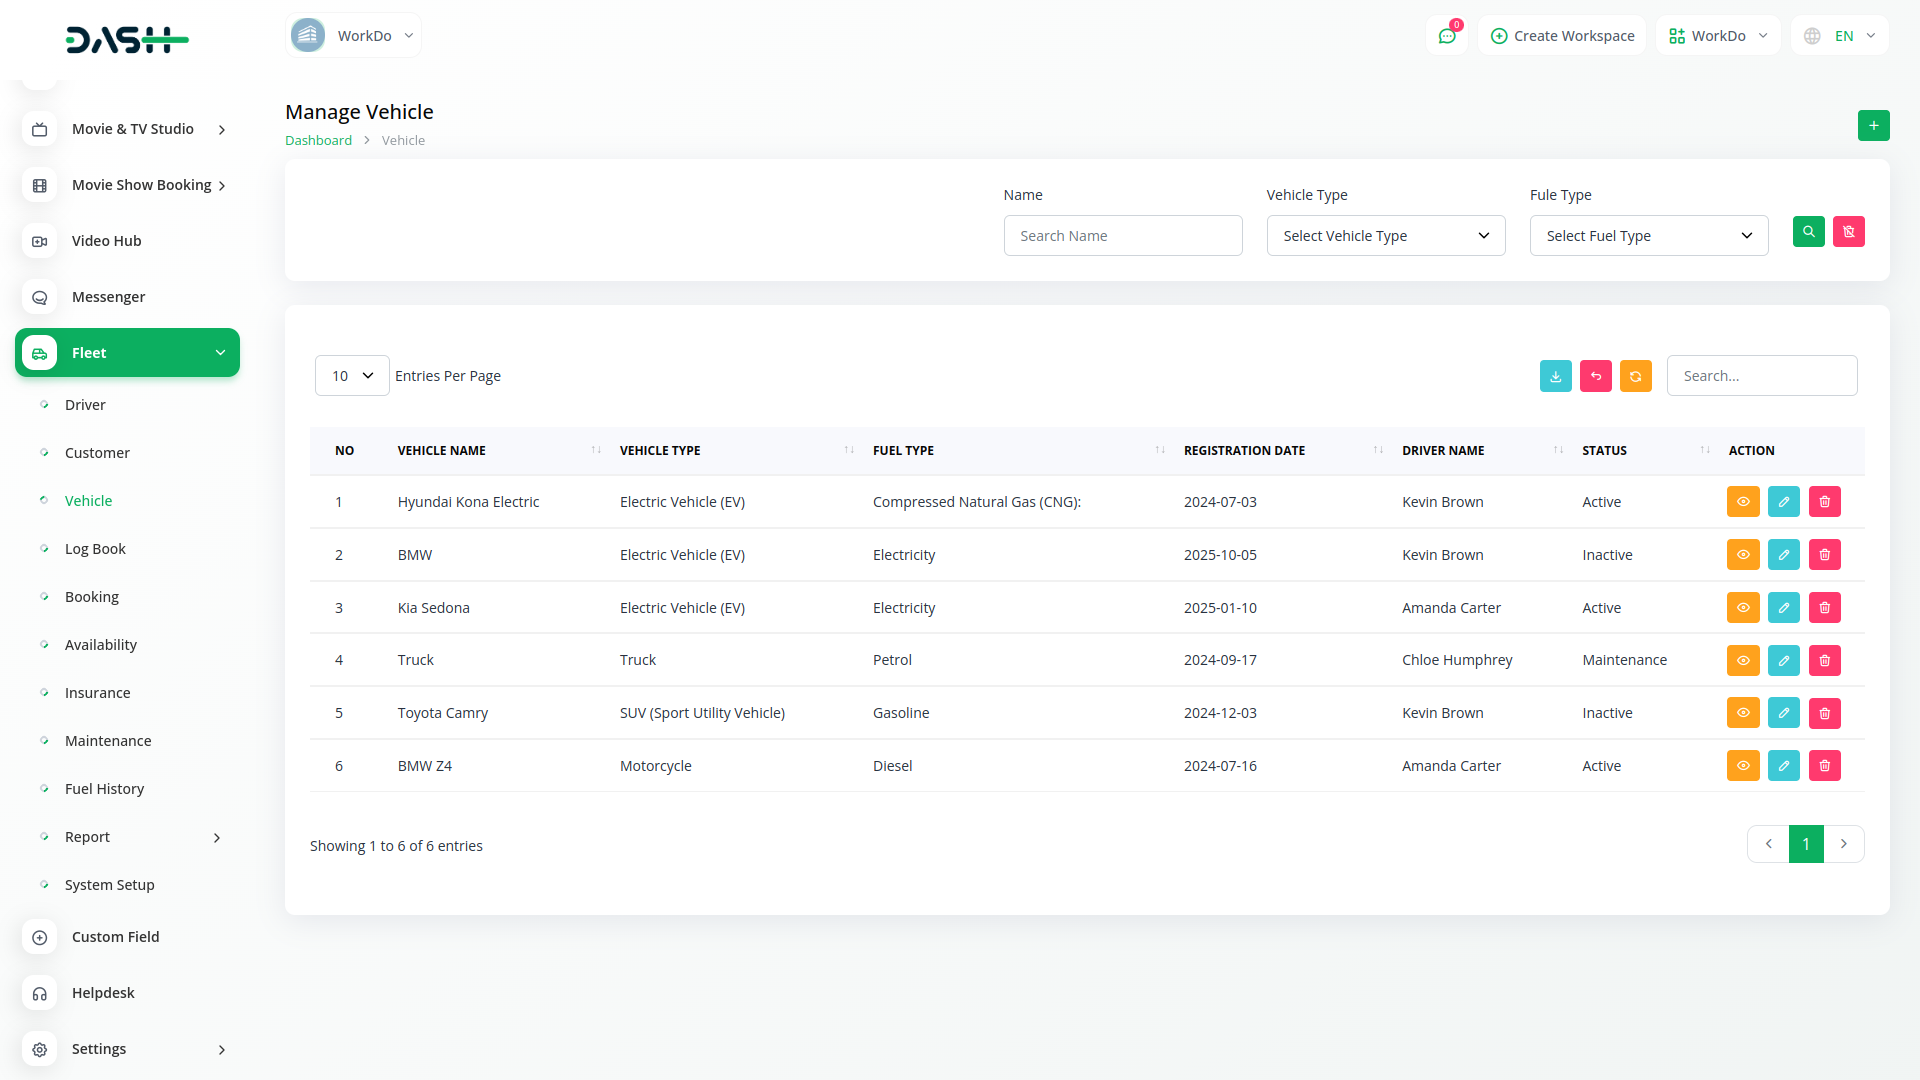 DASH
WorkDo
0
Create Workspace
WorkDo
EN
Movie & TV Studio
Movie Show Booking
Video Hub
Messenger
Fleet
Driver
Customer
Vehicle
Log Book
Booking
Availability
Insurance
Maintenance
Fuel History
Report
System Setup
Custom Field
Helpdesk
Settings
Manage Vehicle
Dashboard > Vehicle
+
Name Vehicle Type Fule Type
Search Name Select Vehicle Type Select Fuel Type
10 Entries Per Page Search...
NO VEHICLE NAME VEHICLE TYPE FUEL TYPE REGISTRATION DATE DRIVER NAME STATUS ACTION
1 Hyundai Kona Electric Electric Vehicle (EV) Compressed Natural Gas (CNG): 2024-07-03 Kevin Brown Active
2 BMW Electric Vehicle (EV) Electricity 2025-10-05 Kevin Brown Inactive
3 Kia Sedona Electric Vehicle (EV) Electricity 2025-01-10 Amanda Carter Active
4 Truck Truck Petrol 2024-09-17 Chloe Humphrey Maintenance
5 Toyota Camry SUV (Sport Utility Vehicle) Gasoline 2024-12-03 Kevin Brown Inactive
6 BMW Z4 Motorcycle Diesel 2024-07-16 Amanda Carter Active
Showing 1 to 6 of 6 entries
1